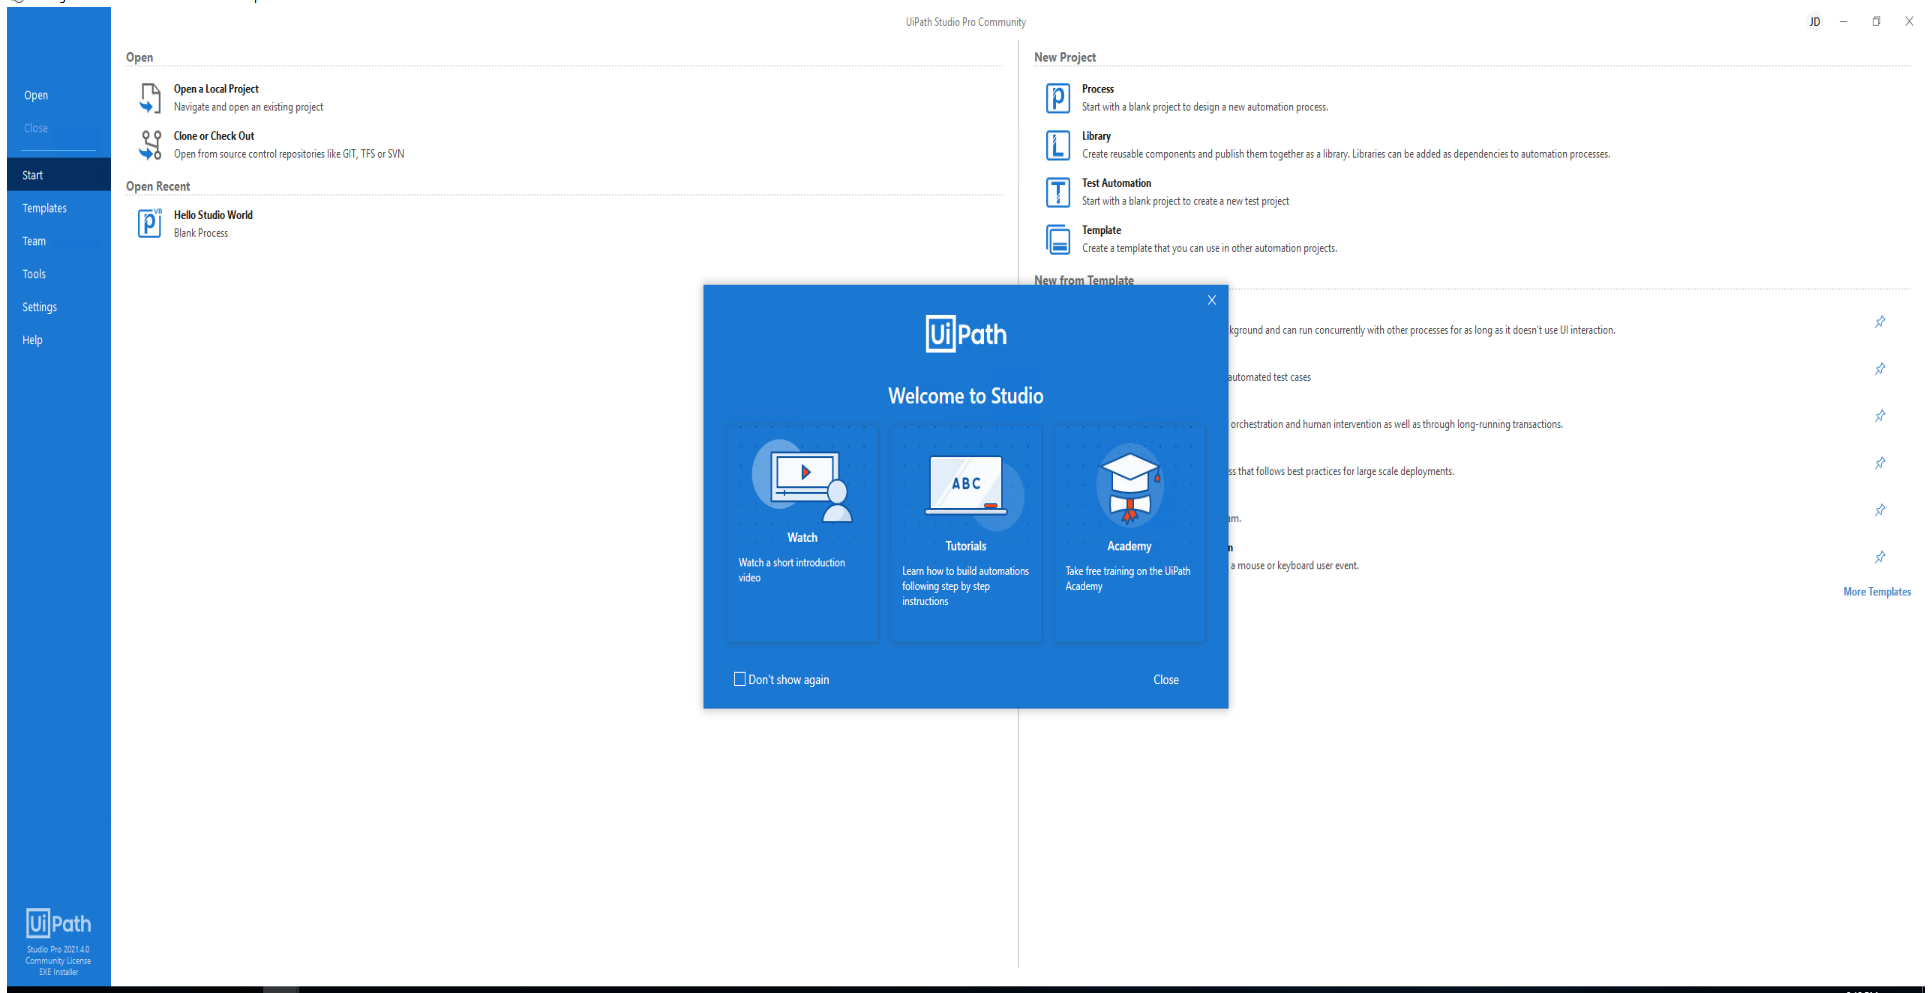 UiPath Studio Pro Community
JD
Open
Close
Start
Templates
Team
Tools
Settings
Help
Open
Open a Local Project
Navigate and open an existing project
Clone or Check Out
Open from source control repositories like GIT, TFS or SVN
Open Recent
VB
Hello Studio World
Blank Process
New Project
Process
Start with a blank project to design a new automation process.
Library
Create reusable components and publish them together as a library. Libraries can be added as dependencies to automation processes.
Test Automation
Start with a blank project to create a new test project
Template
Create a template that you can use in other automation projects.
New from Template
and can run concurrently with other processes for as long as it doesn't use UI interaction.
automated test cases
orchestration and human intervention as well as through long-running transactions.
that follows best practices for large scale deployments.
a mouse or keyboard user event.
More Templates
UiPath
Welcome to Studio
Watch
Watch a short introduction
video
ABC
Tutorials
Learn how to build automations
following step by step
instructions
Academy
Take free training on the UiPath
Academy
Don't show again
Close
UiPath
Studio Pro 2021.4.0
Community License
EXE Installer